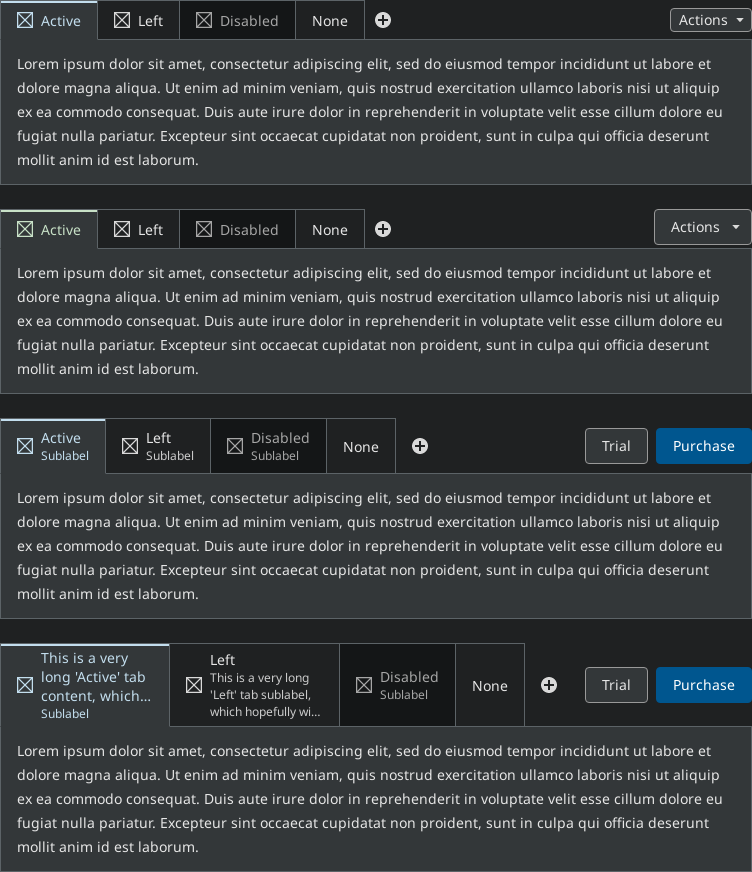 Active Left Disabled None Actions
Lorem ipsum dolor sit amet, consectetur adipiscing elit, sed do eiusmod tempor incididunt ut labore et
dolore magna aliqua. Ut enim ad minim veniam, quis nostrud exercitation ullamco laboris nisi ut aliquip
ex ea commodo consequat. Duis aute irure dolor in reprehenderit in voluptate velit esse cillum dolore eu
fugiat nulla pariatur. Excepteur sint occaecat cupidatat non proident, sunt in culpa qui officia deserunt
mollit anim id est laborum.
Active Left Disabled None Actions
Lorem ipsum dolor sit amet, consectetur adipiscing elit, sed do eiusmod tempor incididunt ut labore et
dolore magna aliqua. Ut enim ad minim veniam, quis nostrud exercitation ullamco laboris nisi ut aliquip
ex ea commodo consequat. Duis aute irure dolor in reprehenderit in voluptate velit esse cillum dolore eu
fugiat nulla pariatur. Excepteur sint occaecat cupidatat non proident, sunt in culpa qui officia deserunt
mollit anim id est laborum.
Active
Sublabel
Left
Sublabel
Disabled
Sublabel
None
Trial
Purchase
Lorem ipsum dolor sit amet, consectetur adipiscing elit, sed do eiusmod tempor incididunt ut labore et
dolore magna aliqua. Ut enim ad minim veniam, quis nostrud exercitation ullamco laboris nisi ut aliquip
ex ea commodo consequat. Duis aute irure dolor in reprehenderit in voluptate velit esse cillum dolore eu
fugiat nulla pariatur. Excepteur sint occaecat cupidatat non proident, sunt in culpa qui officia deserunt
mollit anim id est laborum.
This is a very
long 'Active' tab
content, which...
Sublabel
Left
This is a very long
'Left' tab sublabel,
which hopefully wi...
Disabled
Sublabel
None
Trial
Purchase
Lorem ipsum dolor sit amet, consectetur adipiscing elit, sed do eiusmod tempor incididunt ut labore et
dolore magna aliqua. Ut enim ad minim veniam, quis nostrud exercitation ullamco laboris nisi ut aliquip
ex ea commodo consequat. Duis aute irure dolor in reprehenderit in voluptate velit esse cillum dolore eu
fugiat nulla pariatur. Excepteur sint occaecat cupidatat non proident, sunt in culpa qui officia deserunt
mollit anim id est laborum.